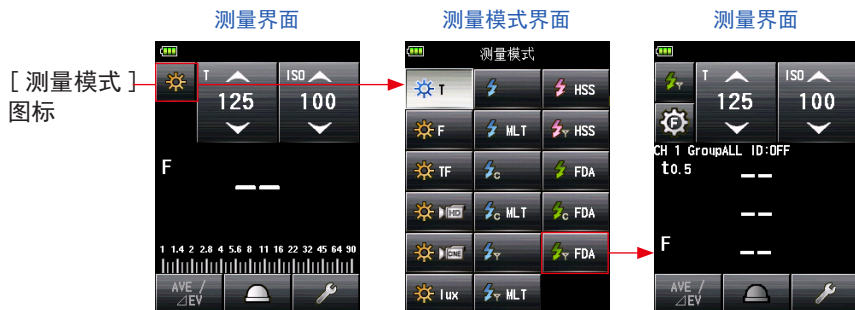 测量界面
测量模式界面
测量界面
[ 测量模式 ]
图标
T
125
ISO
100
F
-- --
1 1.4 2 2.8 4 5.6 8 11 16 22 32 45 64 90
AVE /
⊿EV
测量模式
T
HSS
F
MLT
HSS
TF
C
FDA
HD
C MLT
C FDA
CINE
FDA
lux
MLT
T
125
ISO
100
F
CH 1 GroupALL ID:OFF
t0.5
-- --
-- --
F
-- --
AVE /
⊿EV